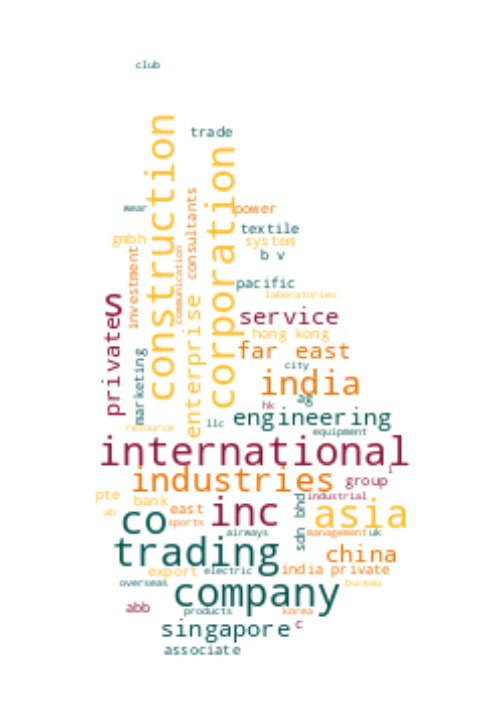 club
construction
trade
corporation
consultants
wear
power
gmbh
textile
system
b v
investment
communication
pacific
laboratories
s
private
enterprise
service
hong kong
far east
marketing
city
india
ag
hk
engineering
llc
resource
equipment
international
industries
group
l
pte
bank
ab
east
sports
co
inc
sdn bhd
industrial
asia
airways
management
uk
trading
china
export
electric
india private
overseas
company
bureau
abb
products
korea
singapore
c
associate